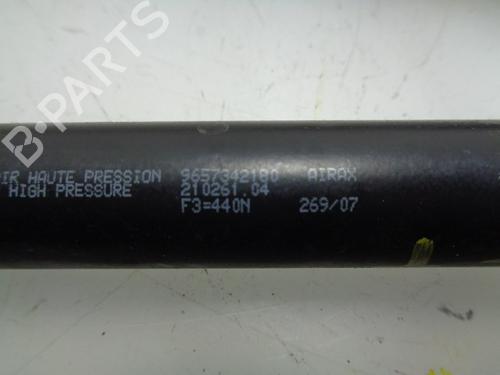 B-PARTS
IR HAUTE PRESSION 9657342180 AIRAX
HIGH PRESSURE 210261.04
F3=440N 269/07